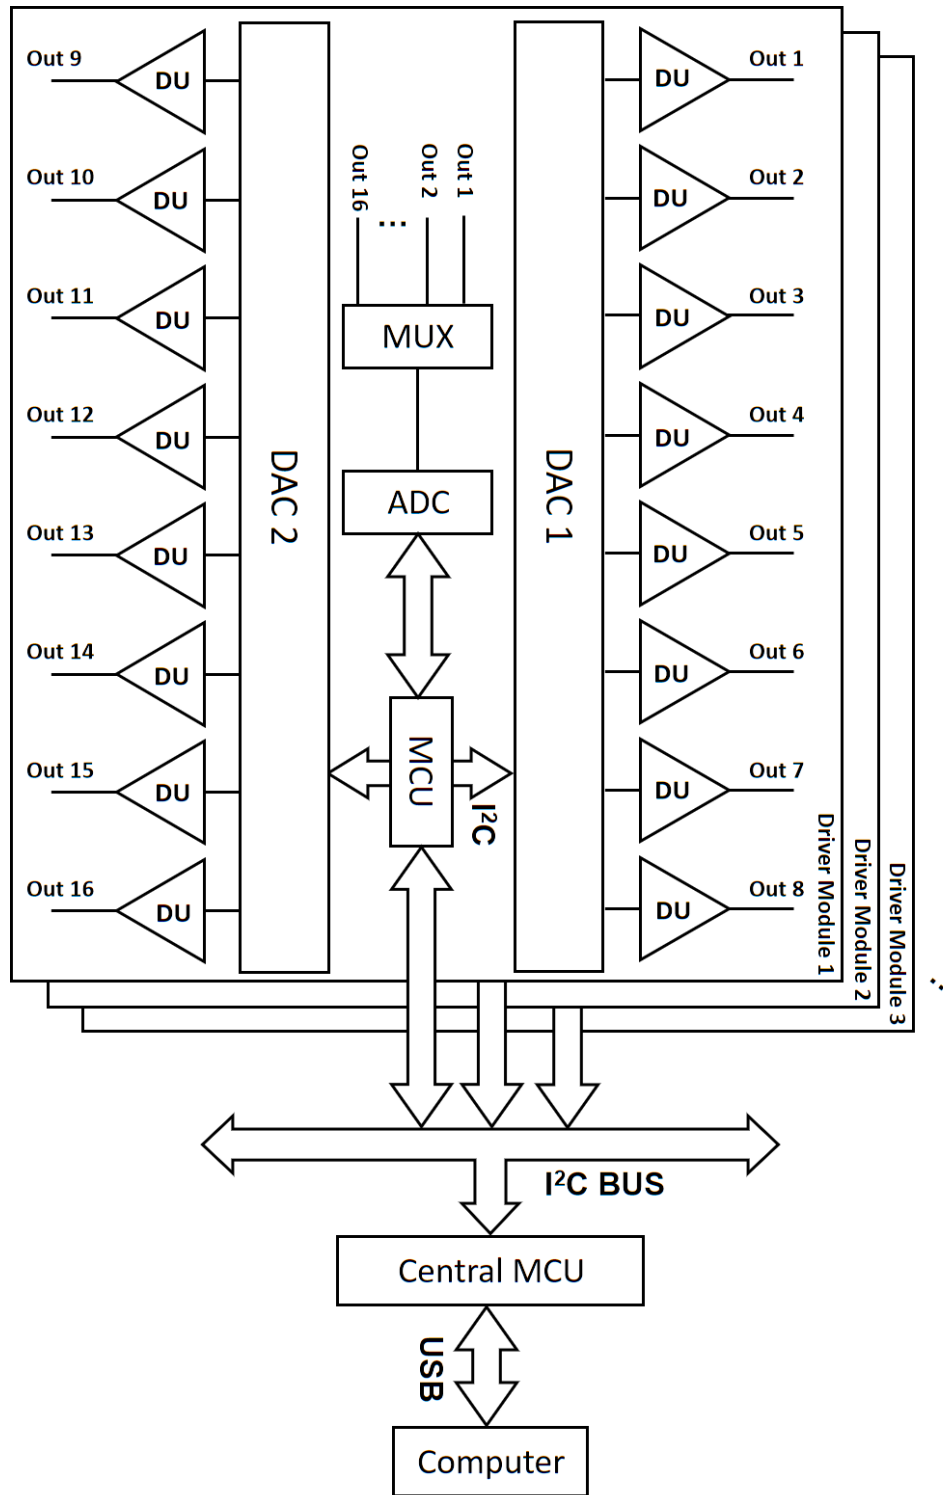 Out 9
DU
Out 10
DU
Out 11
DU
Out 12
DU
Out 13
DU
Out 14
DU
Out 15
DU
Out 16
DU
DAC 2
Out 16
...
Out 2
Out 1
MUX
ADC
MCU
I²C
DAC 1
Out 1
DU
Out 2
DU
Out 3
DU
Out 4
DU
Out 5
DU
Out 6
DU
Out 7
DU
Out 8
DU
Driver Module 1
Driver Module 2
Driver Module 3
I²C BUS
Central MCU
USB
Computer